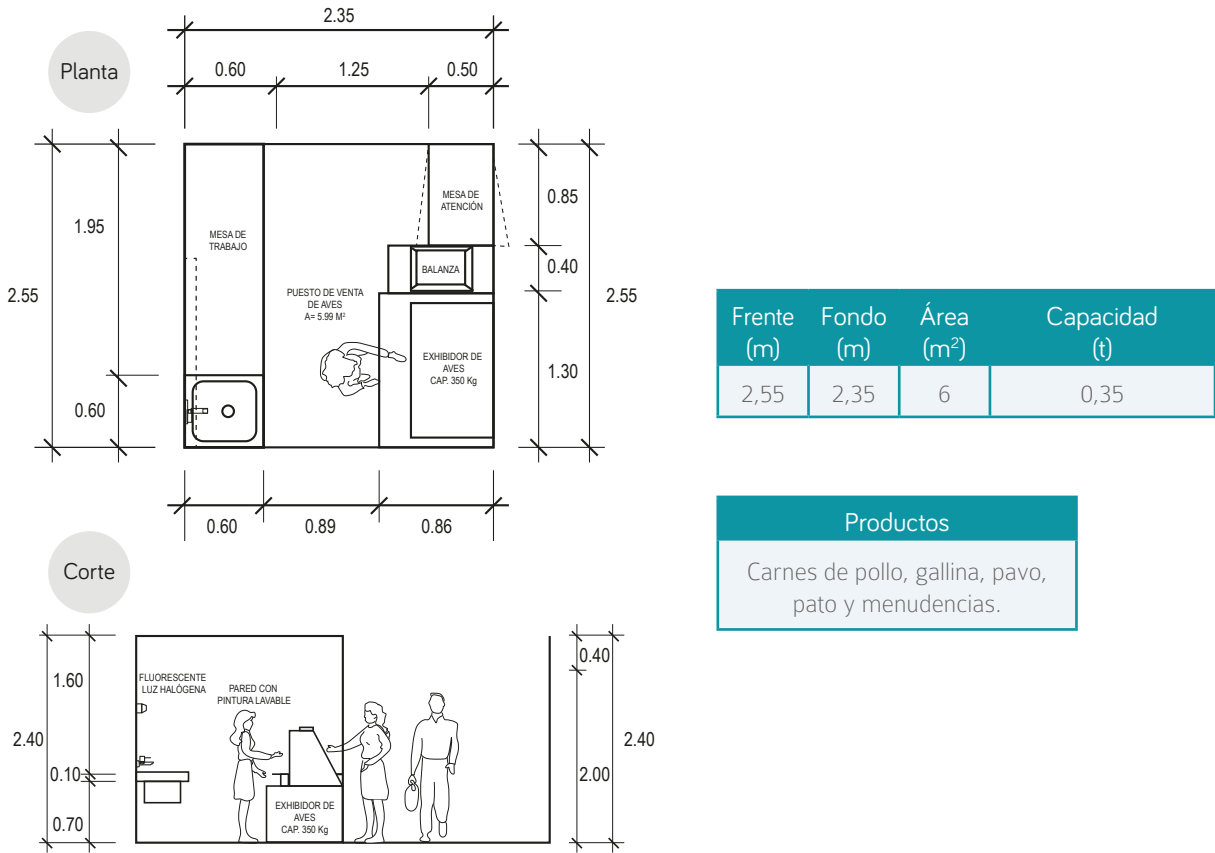 Planta
2.35
0.60 1.25 0.50
2.55
1.95
0.60
MESA DE
TRABAJO
PUESTO DE VENTA
DE AVES
A= 5.99 M²
MESA DE
ATENCIÓN
BALANZA
EXHIBIDOR DE
AVES
CAP. 350 Kg
0.85
0.40
1.30
2.55
0.60 0.89 0.86
Frente
(m)
Fondo
(m)
Área
(m²)
Capacidad
(t)
2,55 2,35 6 0,35
Productos
Carnes de pollo, gallina, pavo,
pato y menudencias.
Corte
2.40
1.60
0.10
0.70
FLUORESCENTE
LUZ HALÓGENA
PARED CON
PINTURA LAVABLE
EXHIBIDOR DE
AVES
CAP. 350 Kg
0.40
2.00
2.40